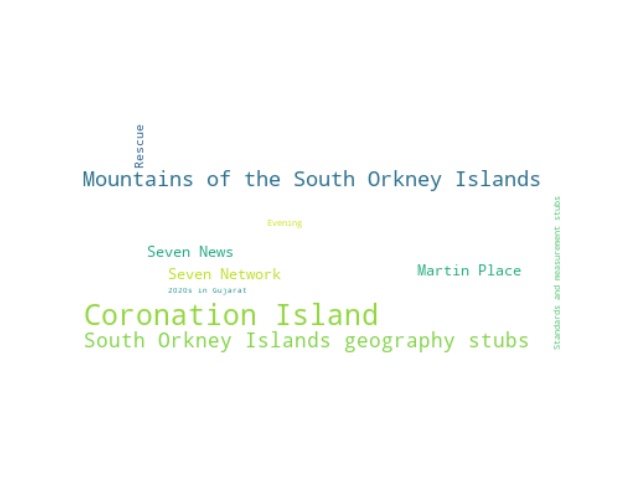 Rescue
Mountains of the South Orkney Islands
Evening
Seven News
Martin Place
Seven Network
2020s in Gujarat
Coronation Island
South Orkney Islands geography stubs
Standards and measurement stubs